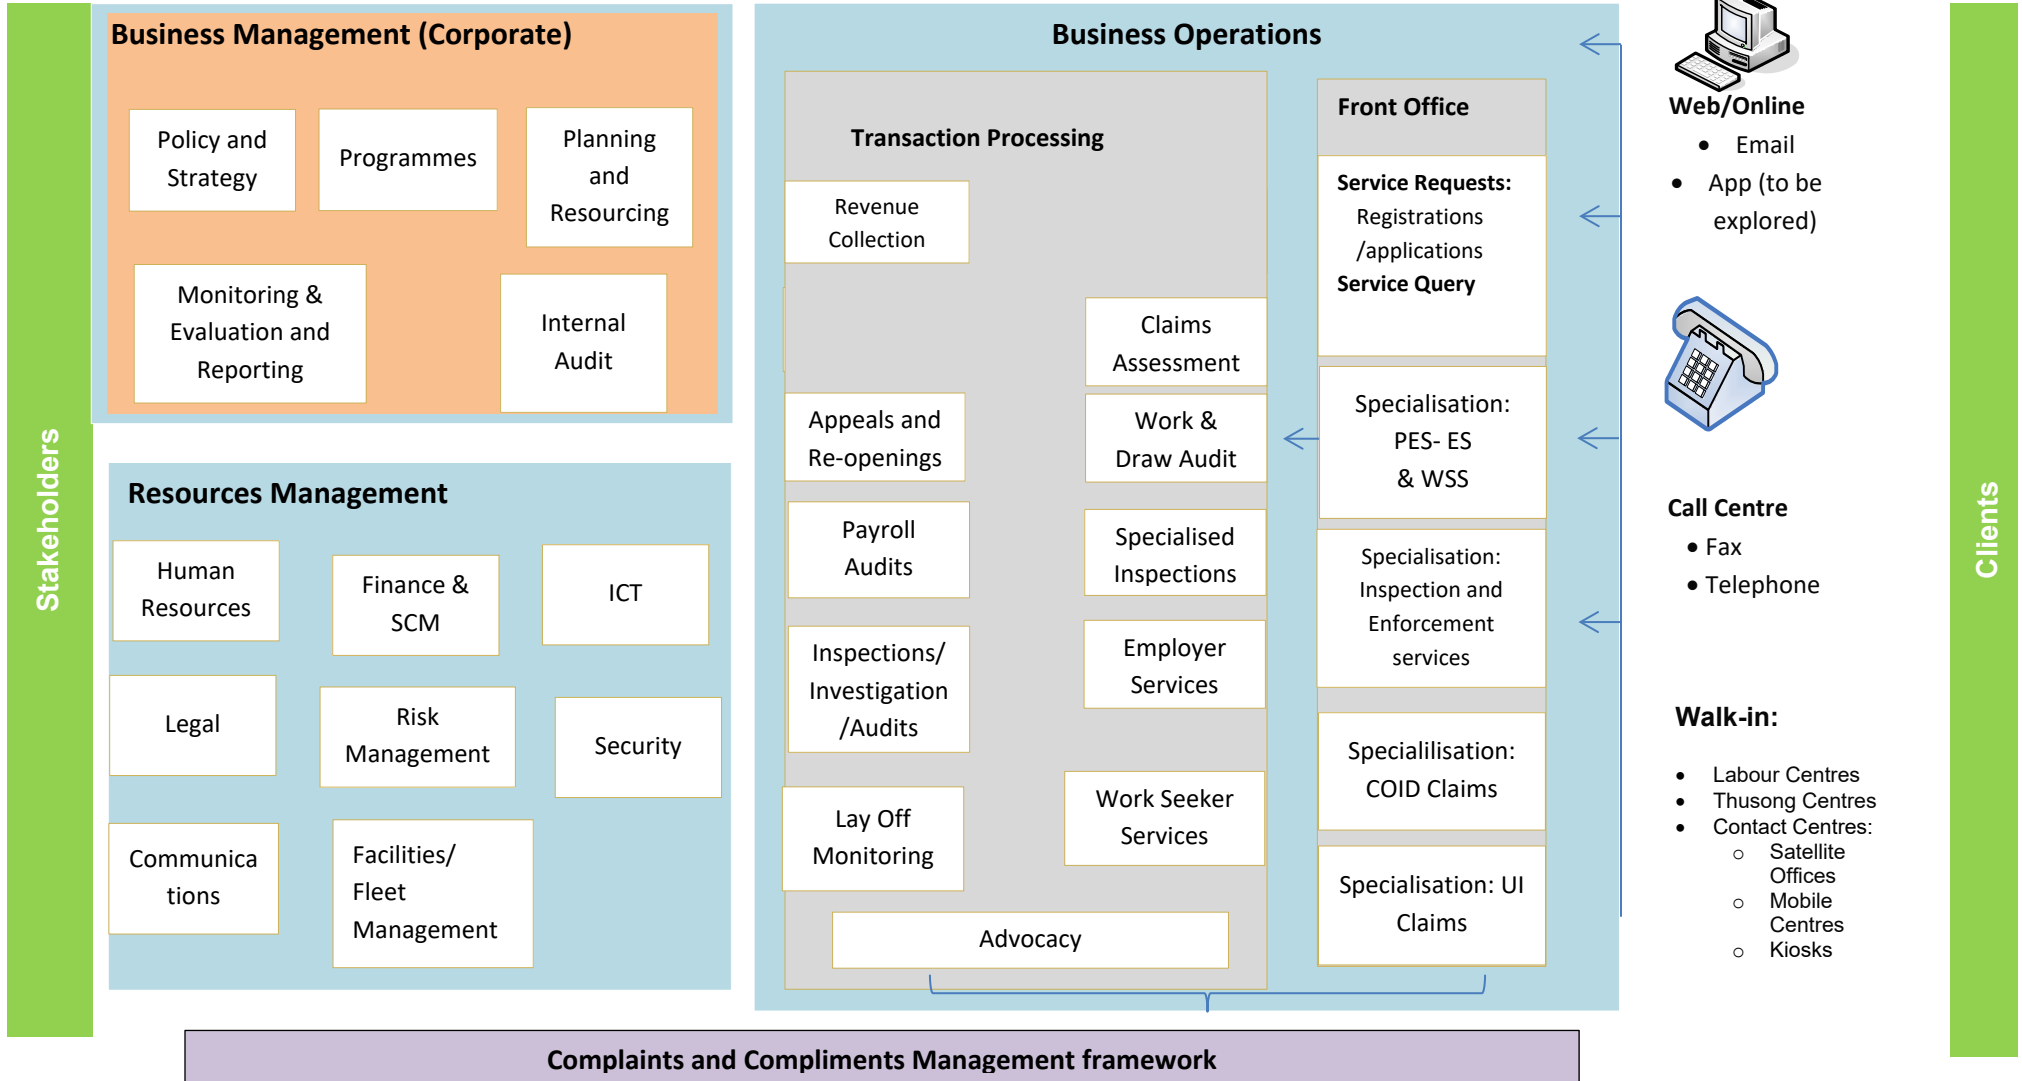 Stakeholders
Business Management (Corporate)
Policy and
Strategy
Programmes
Planning
and
Resourcing
Monitoring &
Evaluation and
Reporting
Internal
Audit
Resources Management
Human
Resources
Finance &
SCM
ICT
Legal
Risk
Management
Security
Communica
tions
Facilities/
Fleet
Management
Business Operations
Transaction Processing
Revenue
Collection
Claims
Assessment
Appeals and
Re-openings
Work &
Draw Audit
Payroll
Audits
Specialised
Inspections
Inspections/
Investigation
/Audits
Employer
Services
Lay Off
Monitoring
Work Seeker
Services
Advocacy
Front Office
Service Requests:
Registrations
/applications
Service Query
Specialisation:
PES- ES
& WSS
Specialisation:
Inspection and
Enforcement
services
Specialilisation:
COID Claims
Specialisation: UI
Claims
Web/Online
• Email
• App (to be
explored)
Call Centre
• Fax
• Telephone
Walk-in:
• Labour Centres
• Thusong Centres
• Contact Centres:
o Satellite
Offices
o Mobile
Centres
o Kiosks
Clients
Complaints and Compliments Management framework